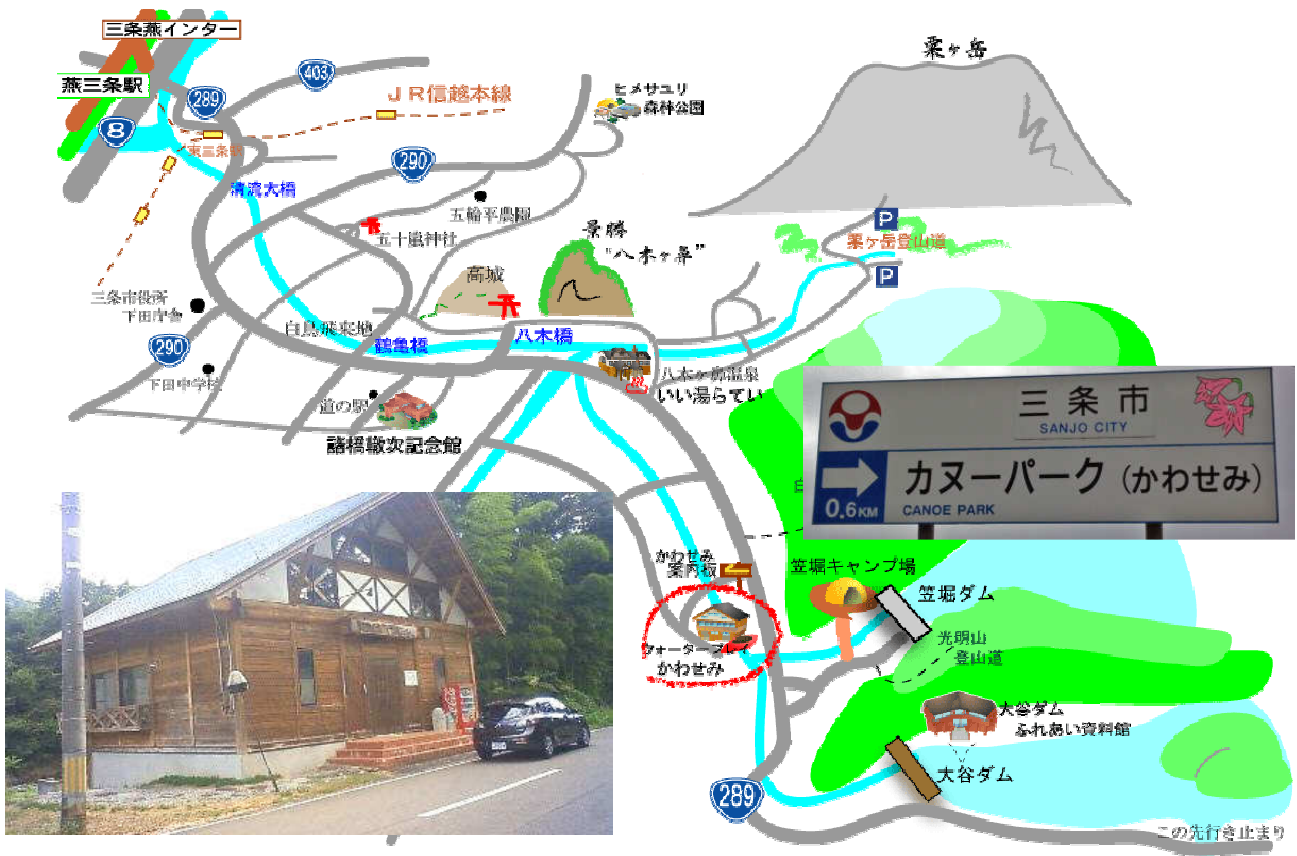 三条燕インター
燕三条駅
289
403
8
JR信越本線
東三条駅
清流大橋
290
ヒメサユリ
森林公園
粟ヶ岳
五輪平農園
五十嵐神社
景勝
"八木ヶ鼻"
高城
P
粟ヶ岳登山道
P
三条市役所
下田庁舎
白鳥飛来地
鶴亀橋
八木橋
290
下田中学校
道の駅
諸橋轍次記念館
八木ヶ鼻温泉
いい湯らてい
三条市
SANJO CITY
カヌーパーク(かわせみ)
0.6KM
CANOE PARK
かわせみ
案内板
笠堀キャンプ場
笠堀ダム
ウォータープレイ
かわせみ
光明山
登山道
大谷ダム
ふれあい資料館
大谷ダム
289
この先行き止まり